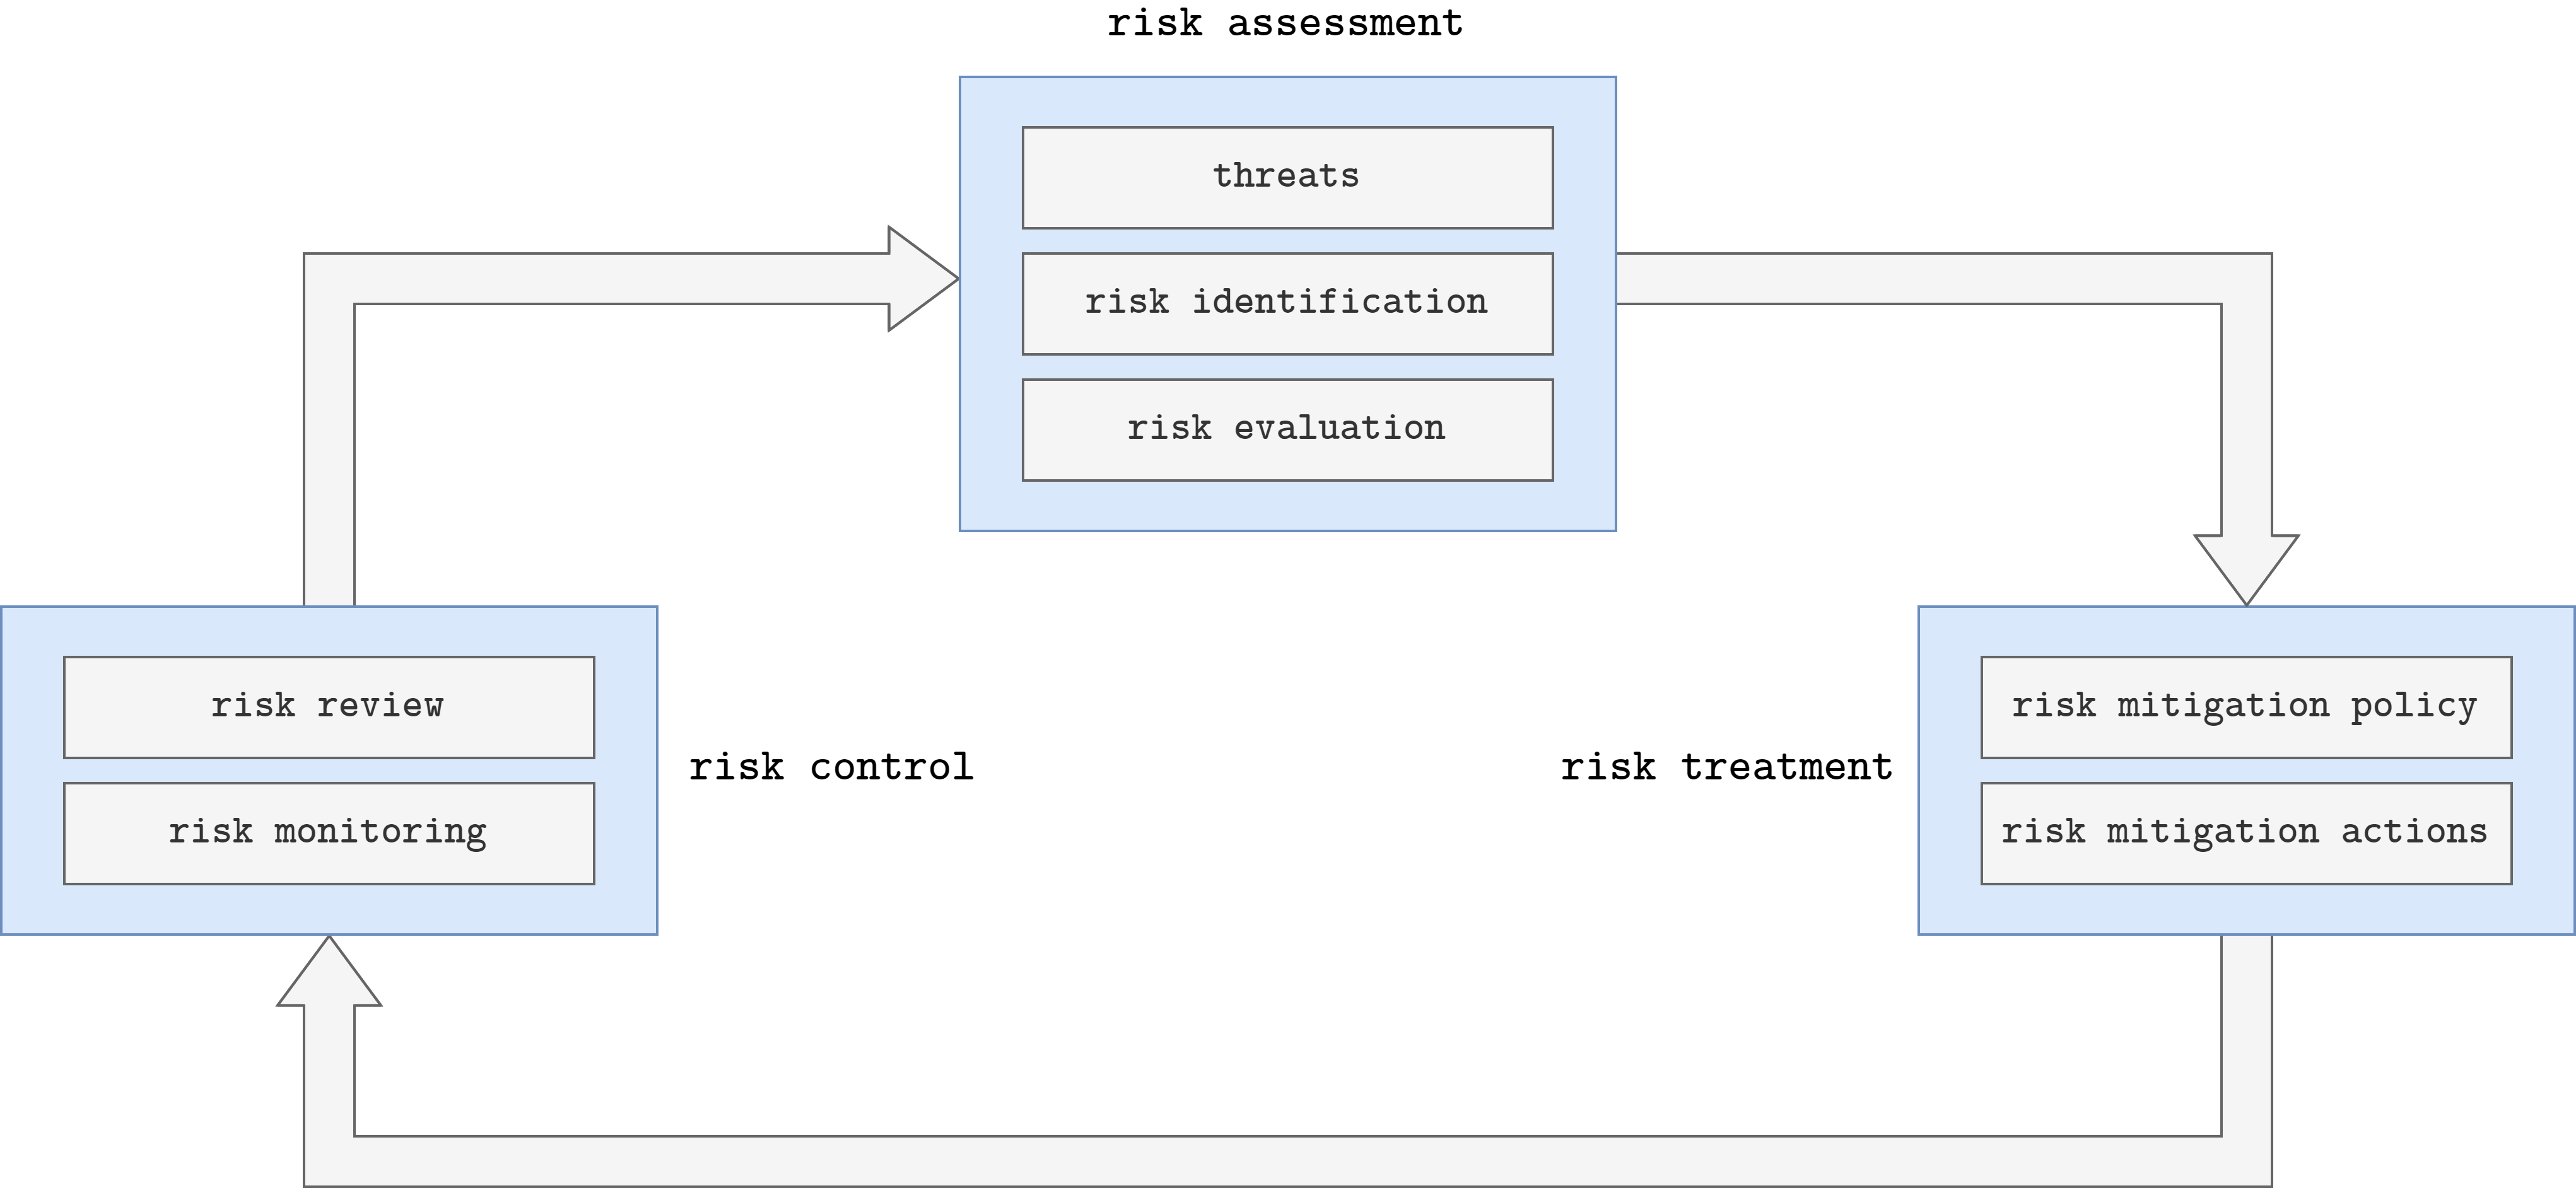 risk assessment
threats
risk identification
risk evaluation
risk review
risk monitoring
risk control
risk treatment
risk mitigation policy
risk mitigation actions